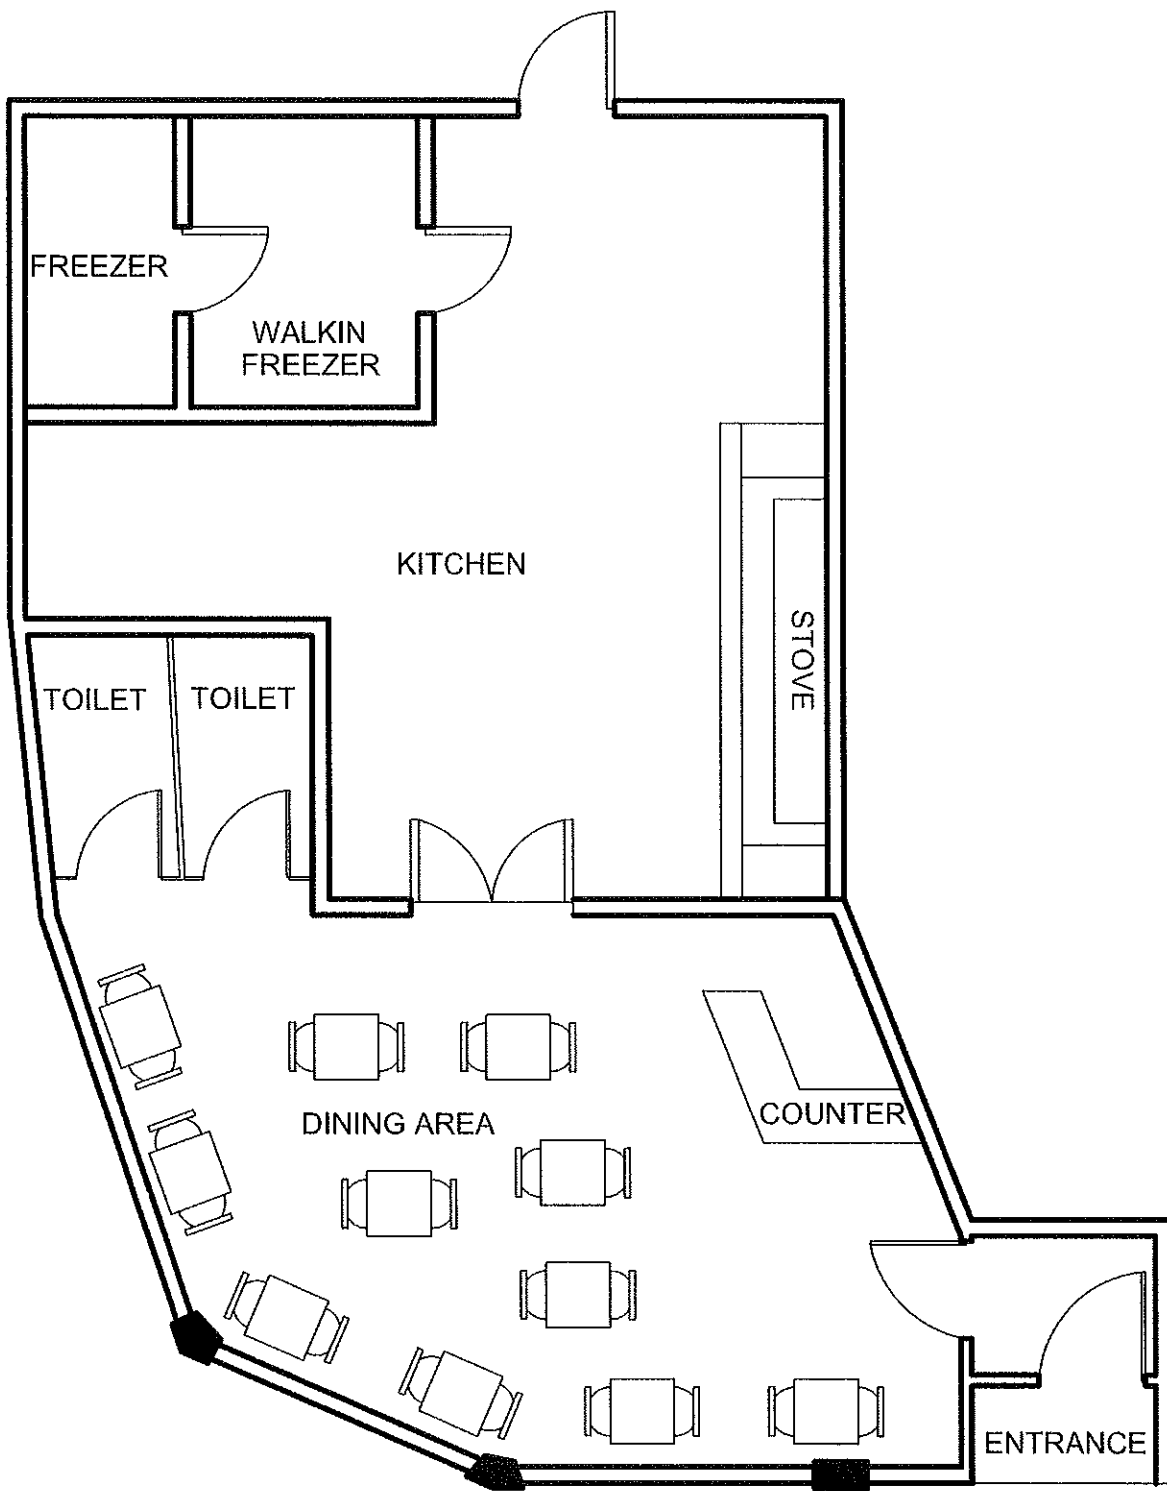 FREEZER
WALKIN
FREEZER
KITCHEN
STOVE
TOILET
TOILET
DINING AREA
COUNTER
ENTRANCE